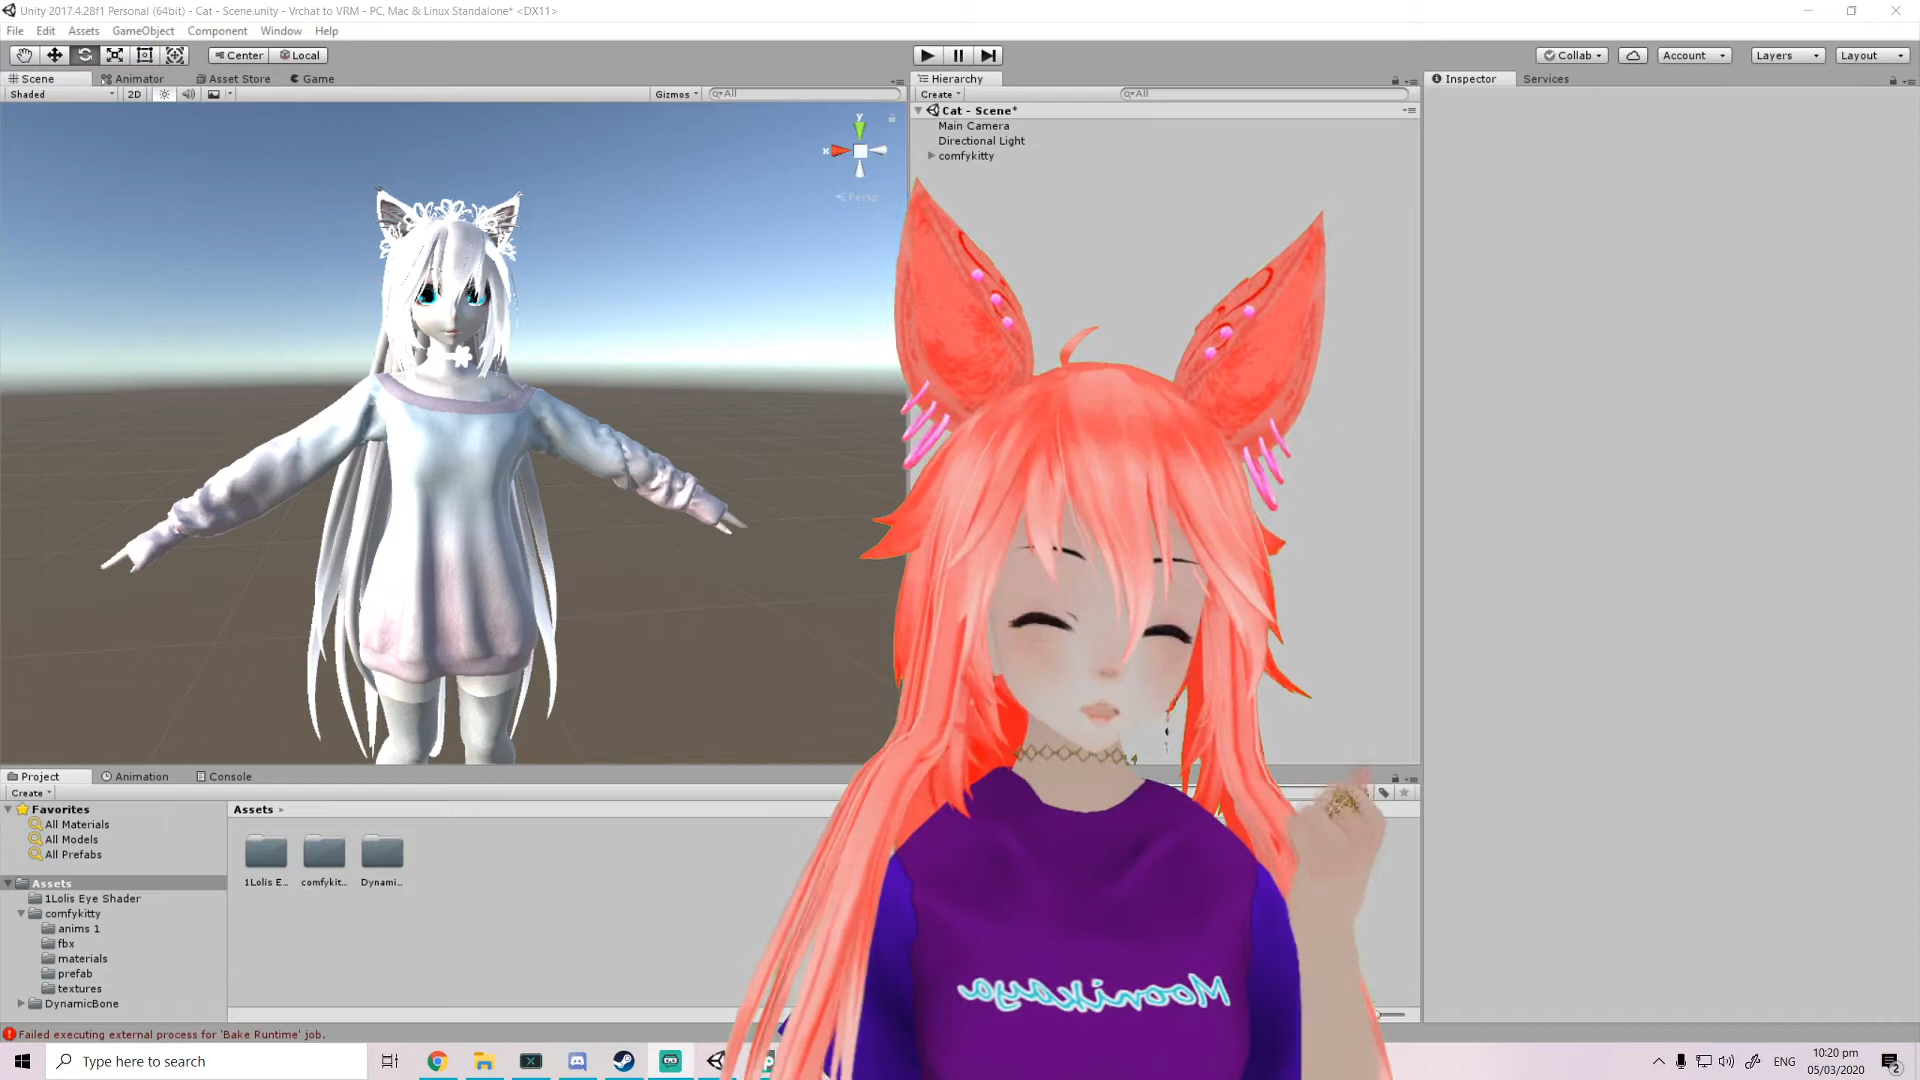 Unity 2017.4.28f1 Personal (64bit) - Cat - Scene.unity - Vrchat to VRM - PC, Mac & Linux Standalone* <DX11>
File Edit Assets GameObject Component Window Help
Center Local Collab Account Layers Layout
Scene Animator Asset Store Game Hierarchy Inspector Services
Shaded 2D Gizmos All Create All
Cat - Scene*
Main Camera
Directional Light
comfykitty
y
x
Persp
Project Animation Console
Create
Favorites
All Materials
All Models
All Prefabs
Assets
1Lolis Eye Shader
comfykitty
anims 1
fbx
materials
prefab
textures
DynamicBone
Assets
1Lolis E... comfykit... Dynami...
Moonikaya
Failed executing external process for 'Bake Runtime' job.
Type here to search
ENG
10:20 pm
05/03/2020
2